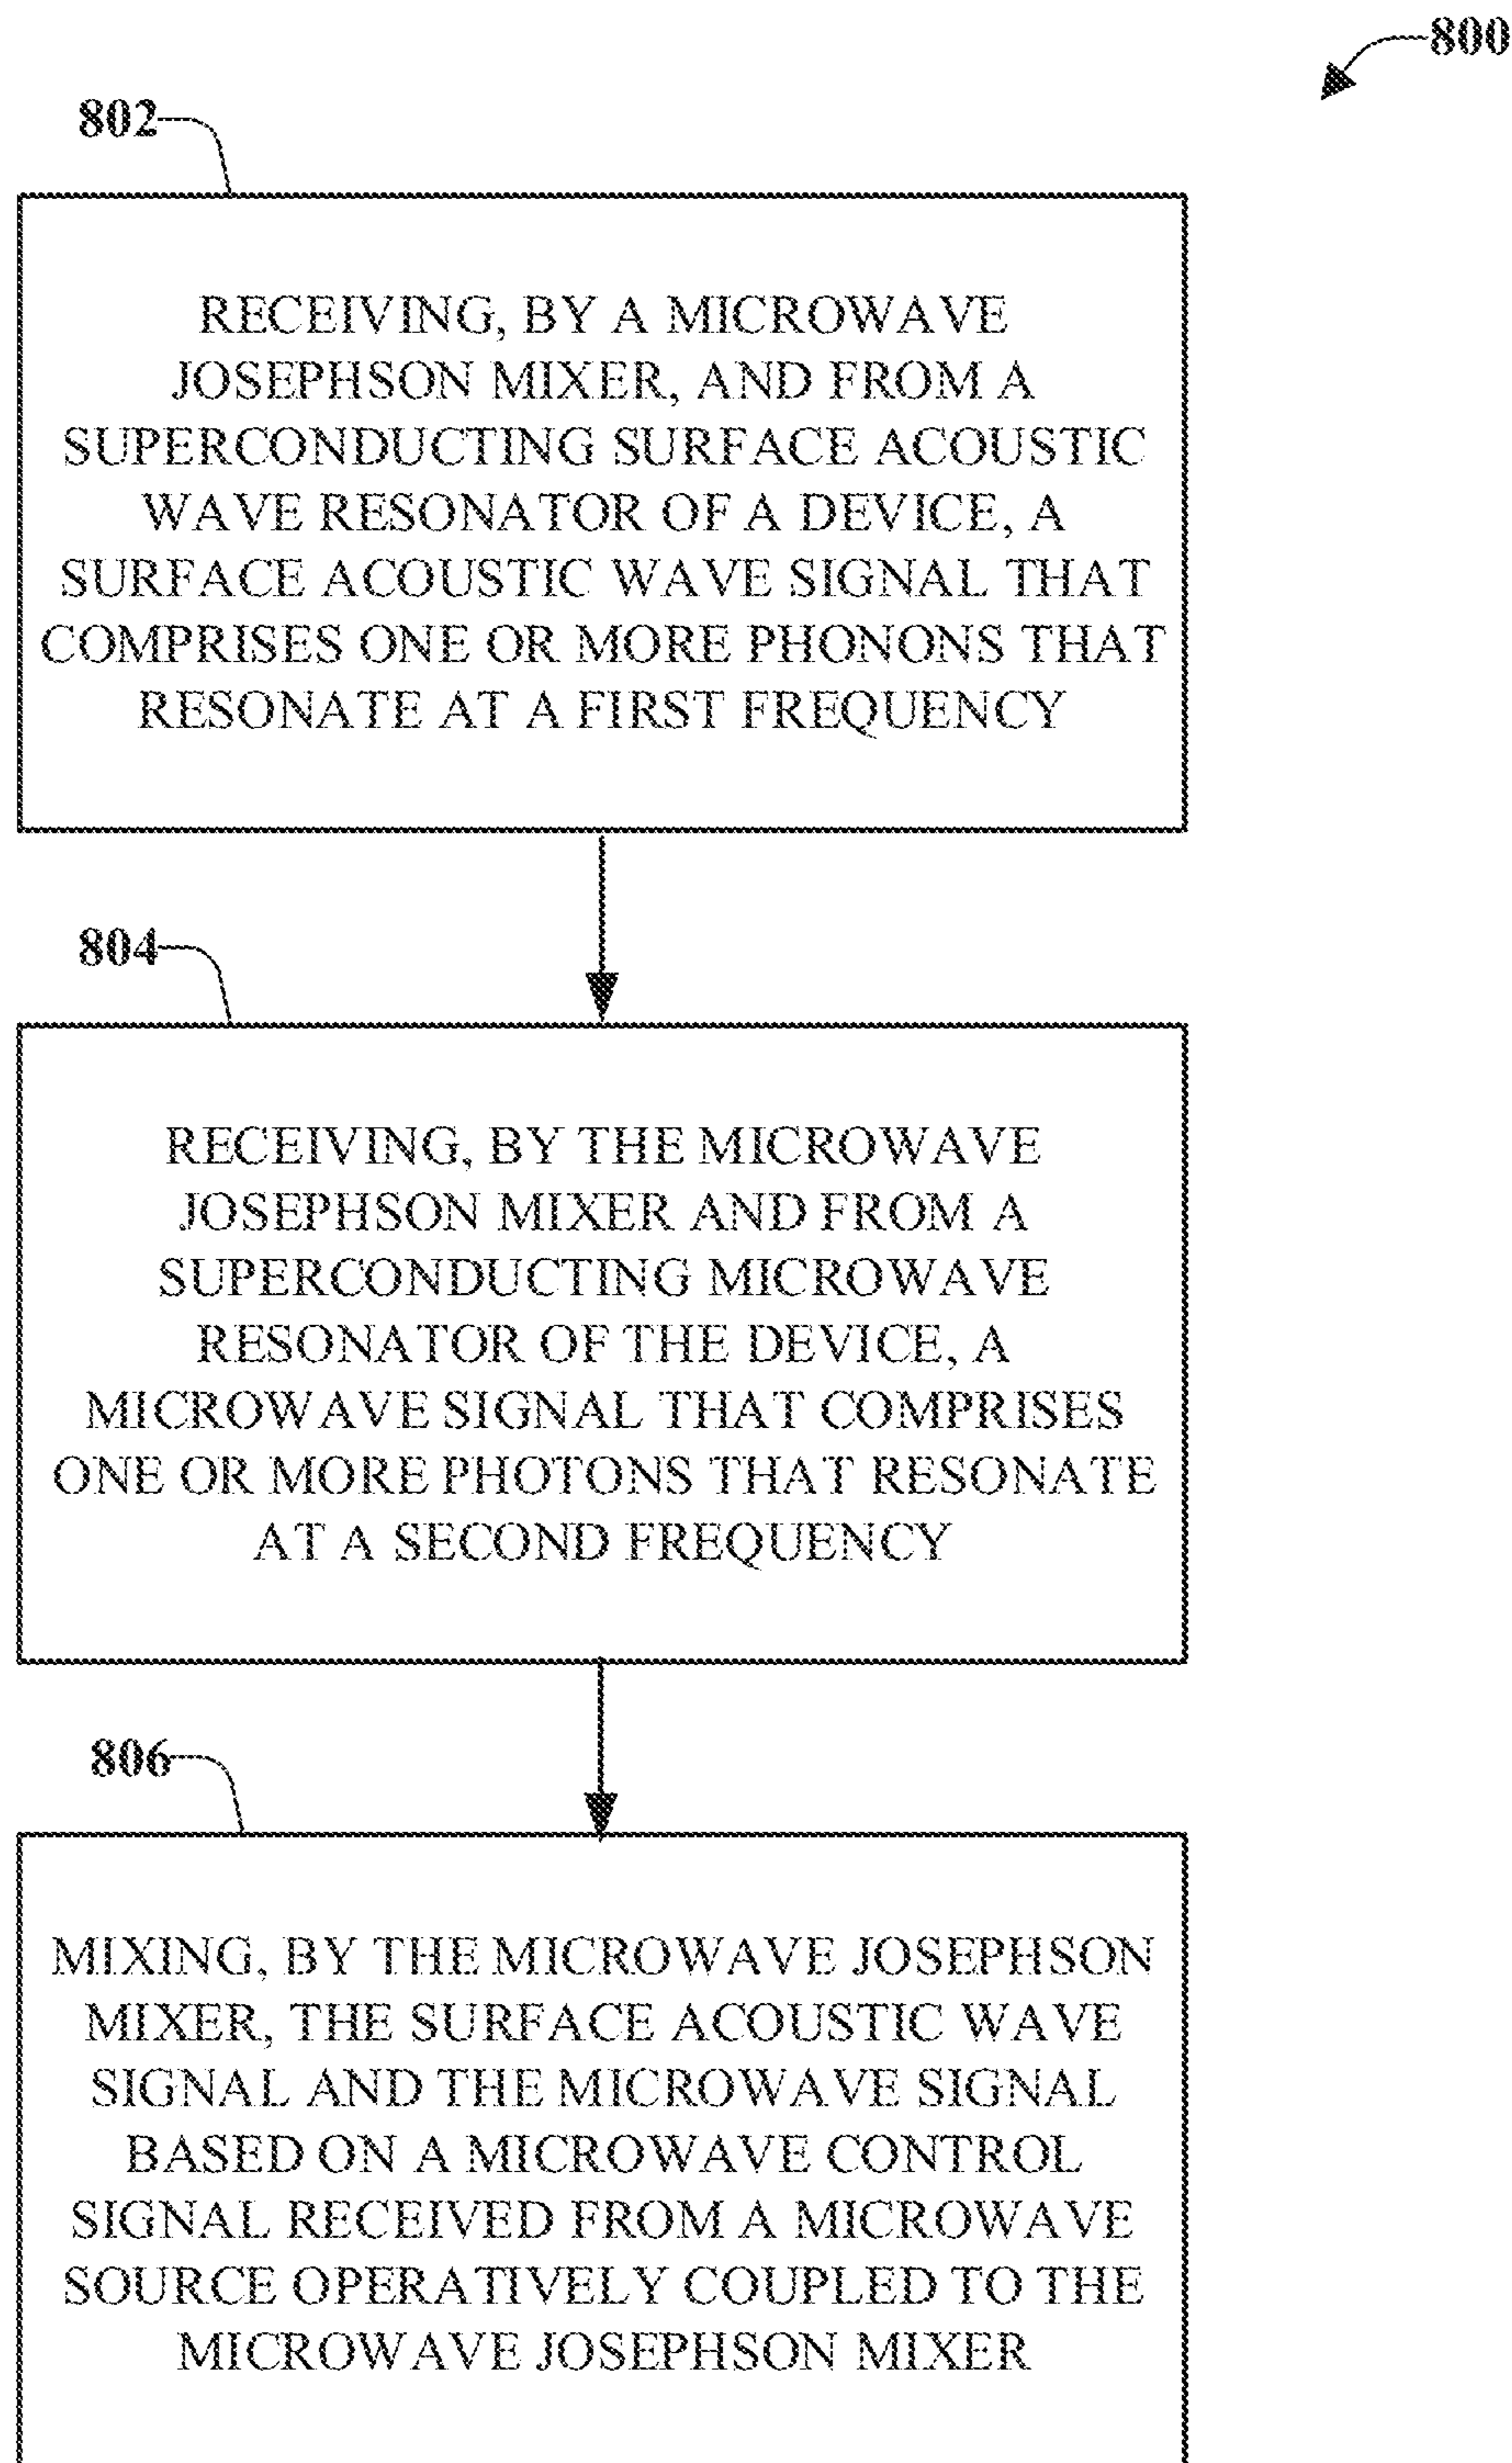 800
802
RECEIVING, BY A MICROWAVE
JOSEPHSON MIXER, AND FROM A
SUPERCONDUCTING SURFACE ACOUSTIC
WAVE RESONATOR OF A DEVICE, A
SURFACE ACOUSTIC WAVE SIGNAL THAT
COMPRISES ONE OR MORE PHONONS THAT
RESONATE AT A FIRST FREQUENCY
804
RECEIVING, BY THE MICROWAVE
JOSEPHSON MIXER AND FROM A
SUPERCONDUCTING MICROWAVE
RESONATOR OF THE DEVICE, A
MICROWAVE SIGNAL THAT COMPRISES
ONE OR MORE PHOTONS THAT RESONATE
AT A SECOND FREQUENCY
806
MIXING, BY THE MICROWAVE JOSEPHSON
MIXER, THE SURFACE ACOUSTIC WAVE
SIGNAL AND THE MICROWAVE SIGNAL
BASED ON A MICROWAVE CONTROL
SIGNAL RECEIVED FROM A MICROWAVE
SOURCE OPERATIVELY COUPLED TO THE
MICROWAVE JOSEPHSON MIXER